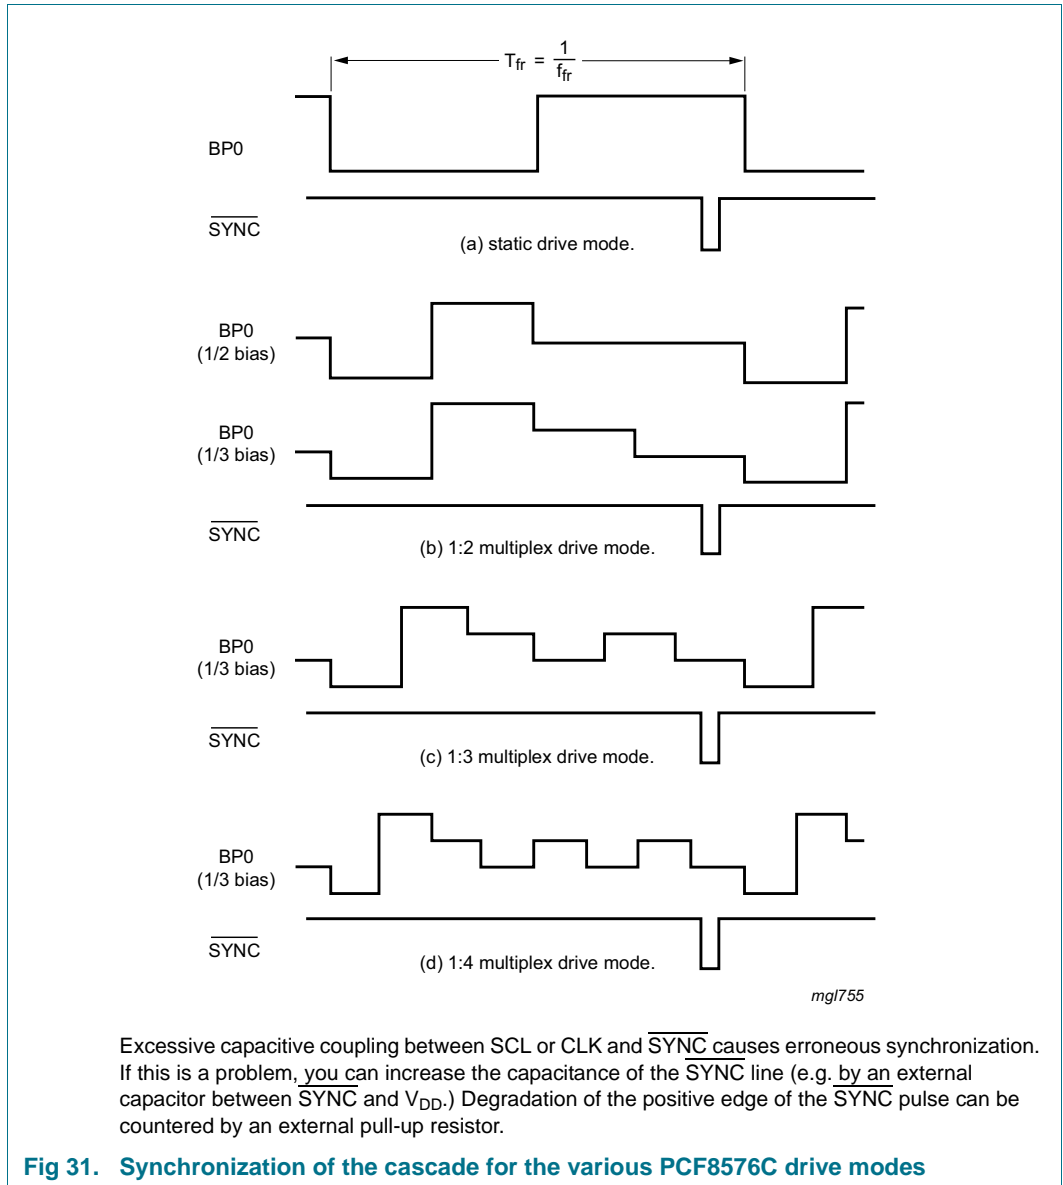 Tfr = 1/ffr
BP0
SYNC
(a) static drive mode.
BP0
(1/2 bias)
BP0
(1/3 bias)
SYNC
(b) 1:2 multiplex drive mode.
BP0
(1/3 bias)
SYNC
(c) 1:3 multiplex drive mode.
BP0
(1/3 bias)
SYNC
(d) 1:4 multiplex drive mode.
mgl755
Excessive capacitive coupling between SCL or CLK and SYNC causes erroneous synchronization.
If this is a problem, you can increase the capacitance of the SYNC line (e.g. by an external
capacitor between SYNC and VDD.) Degradation of the positive edge of the SYNC pulse can be
countered by an external pull-up resistor.
Fig 31. Synchronization of the cascade for the various PCF8576C drive modes